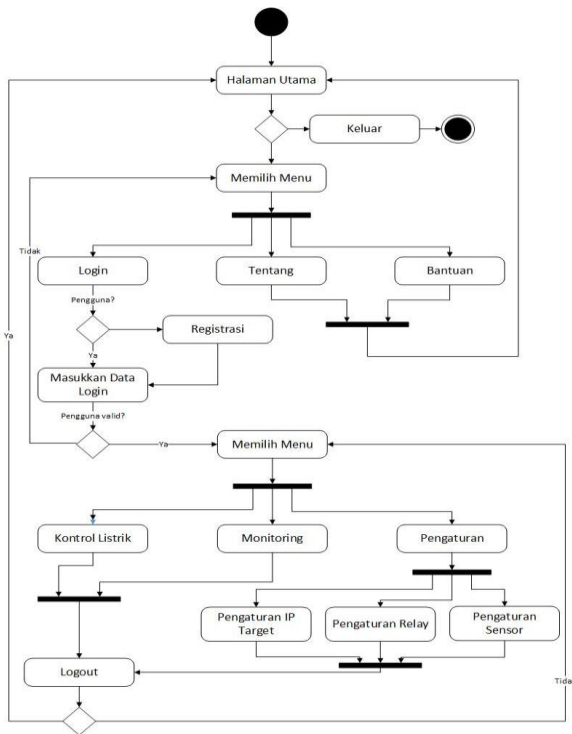 Halaman Utama
Keluar
Memilih Menu
Tidak
Login
Tentang
Bantuan
Pengguna?
Registrasi
Ya
Ya
Masukkan Data
Login
Pengguna valid?
Ya
Memilih Menu
Kontrol Listrik
Monitoring
Pengaturan
Pengaturan IP
Target
Pengaturan Relay
Pengaturan
Sensor
Logout
Tida